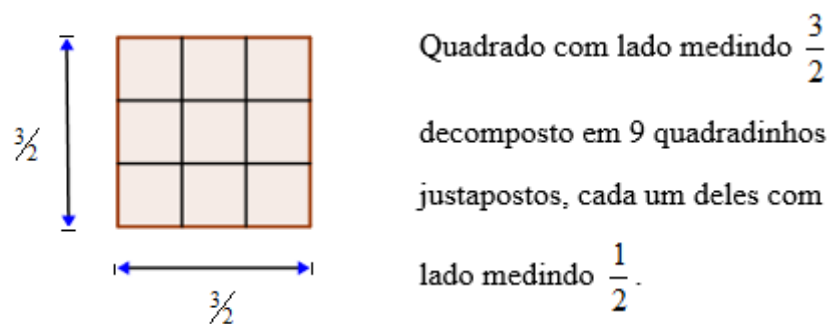 3/2
3/2
Quadrado com lado medindo 3/2
decomposto em 9 quadradinhos
justapostos, cada um deles com
lado medindo 1/2.